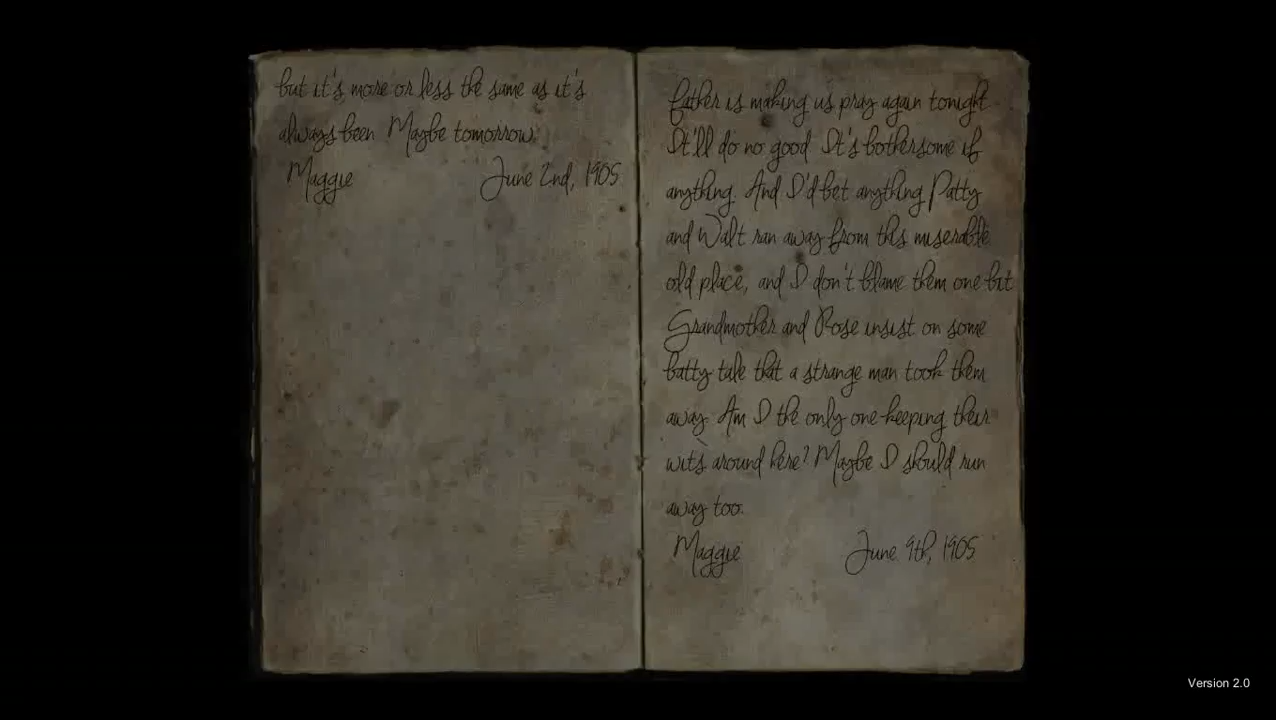 but it's more or less the same as it's
always been. Maybe tomorrow.
Maggie June 2nd, 1905
Father is making us pray again tonight.
It'll do no good. It's bothersome if
anything. And I'd bet anything Patty
and Walt ran away from this miserable
old place, and I don't blame them one bit.
Grandmother and Rose insist on some
batty tale that a strange man took them
away. Am I the only one keeping their
wits around here? Maybe I should run
away too.
Maggie June 9th, 1905
Version 2.0